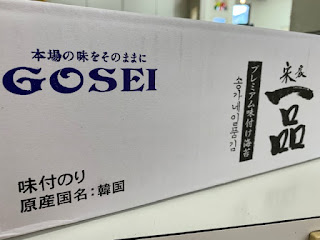 本場の味をそのままに
GOSEI
味付のり
原産国名：韓国
宋家
一品
プレミアム味付け海苔
송가네일품김